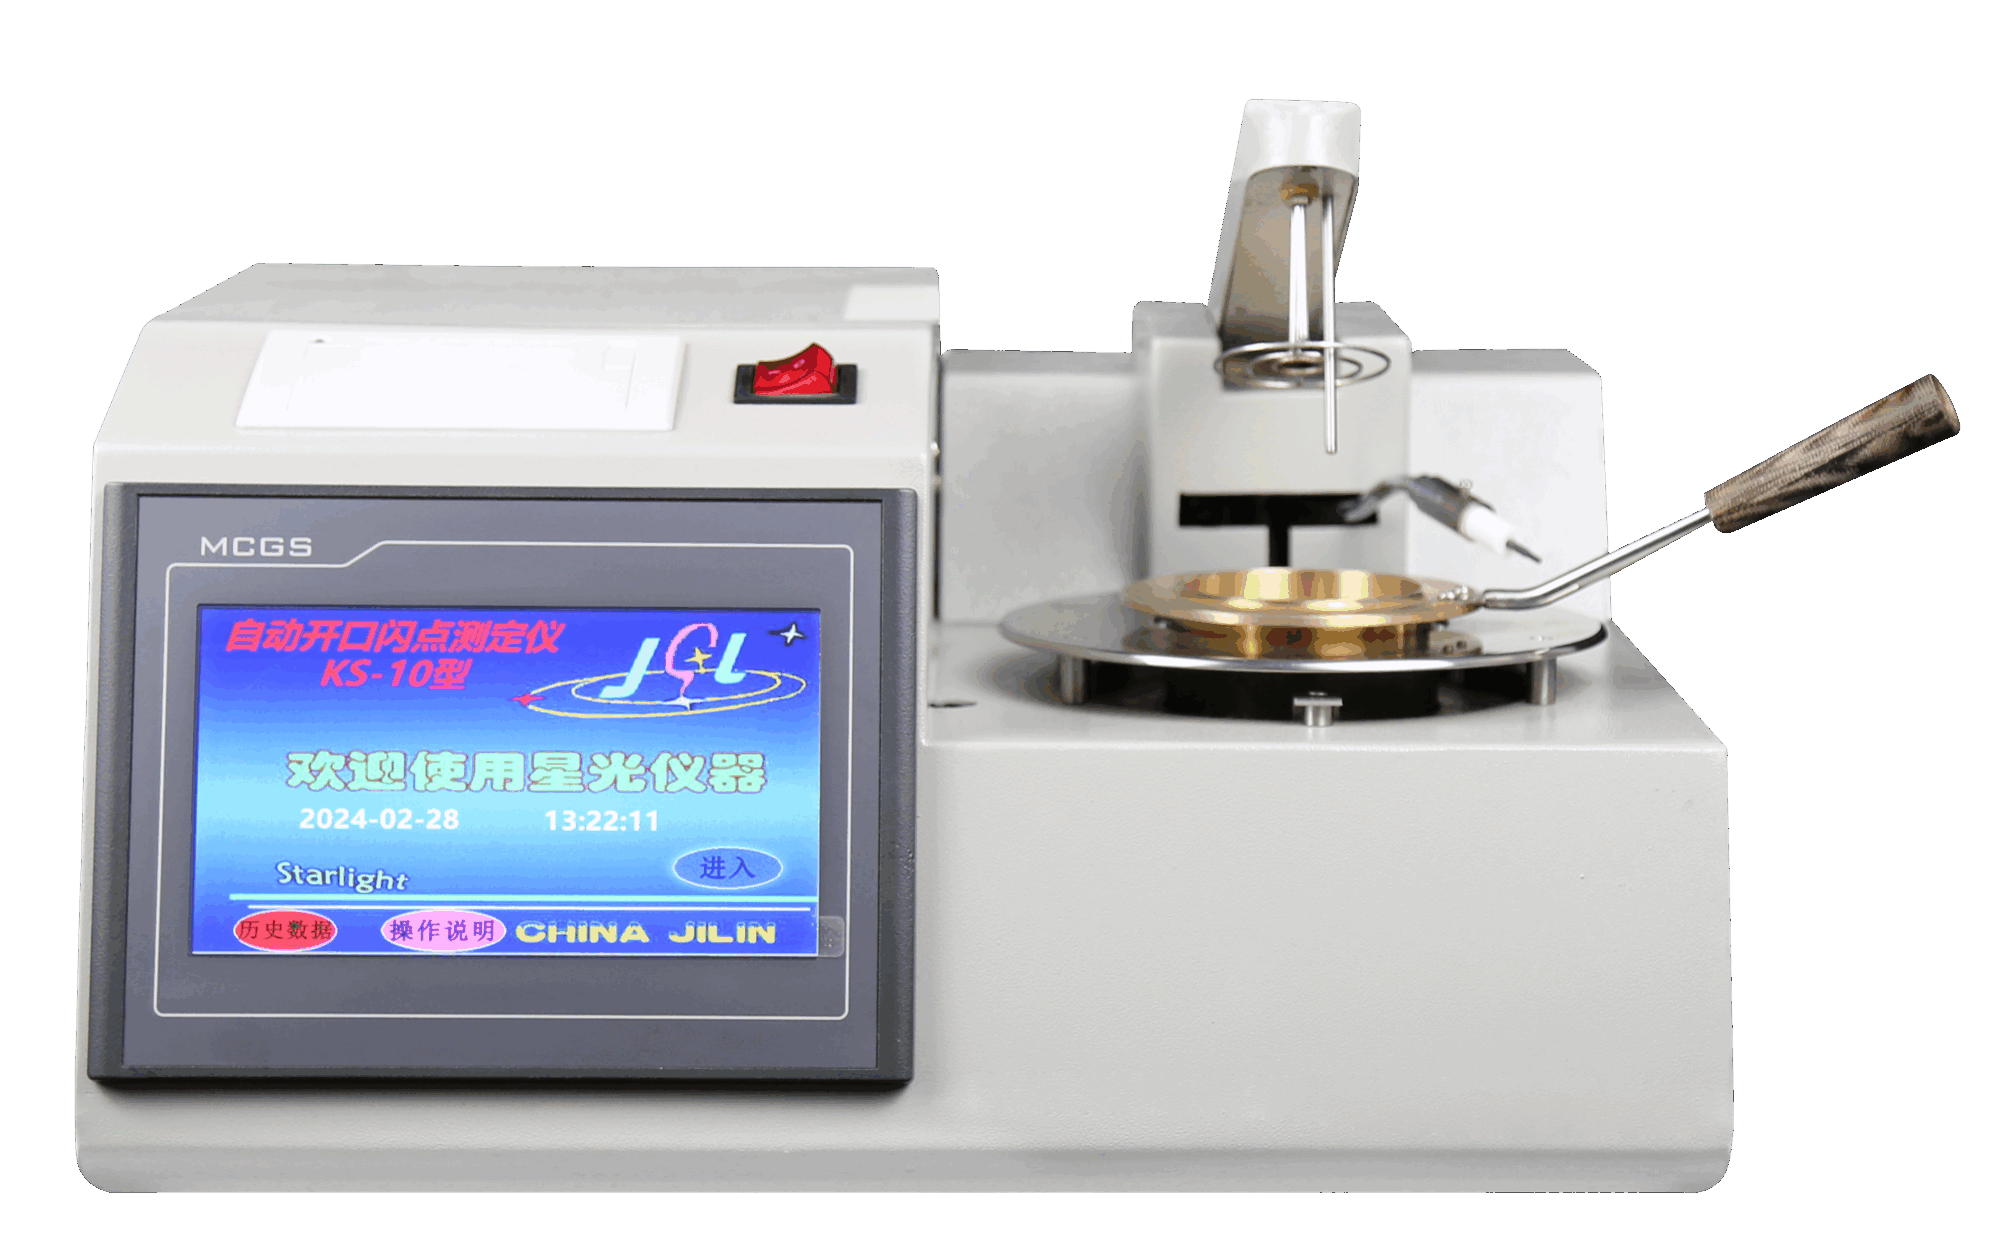 MCGS
自动开口闪点测定仪
KS-10型
JGL
欢迎使用星光仪器
2024-02-28 13:22:11
进入
Starlight
历史数据 操作说明 CHINA JILIN